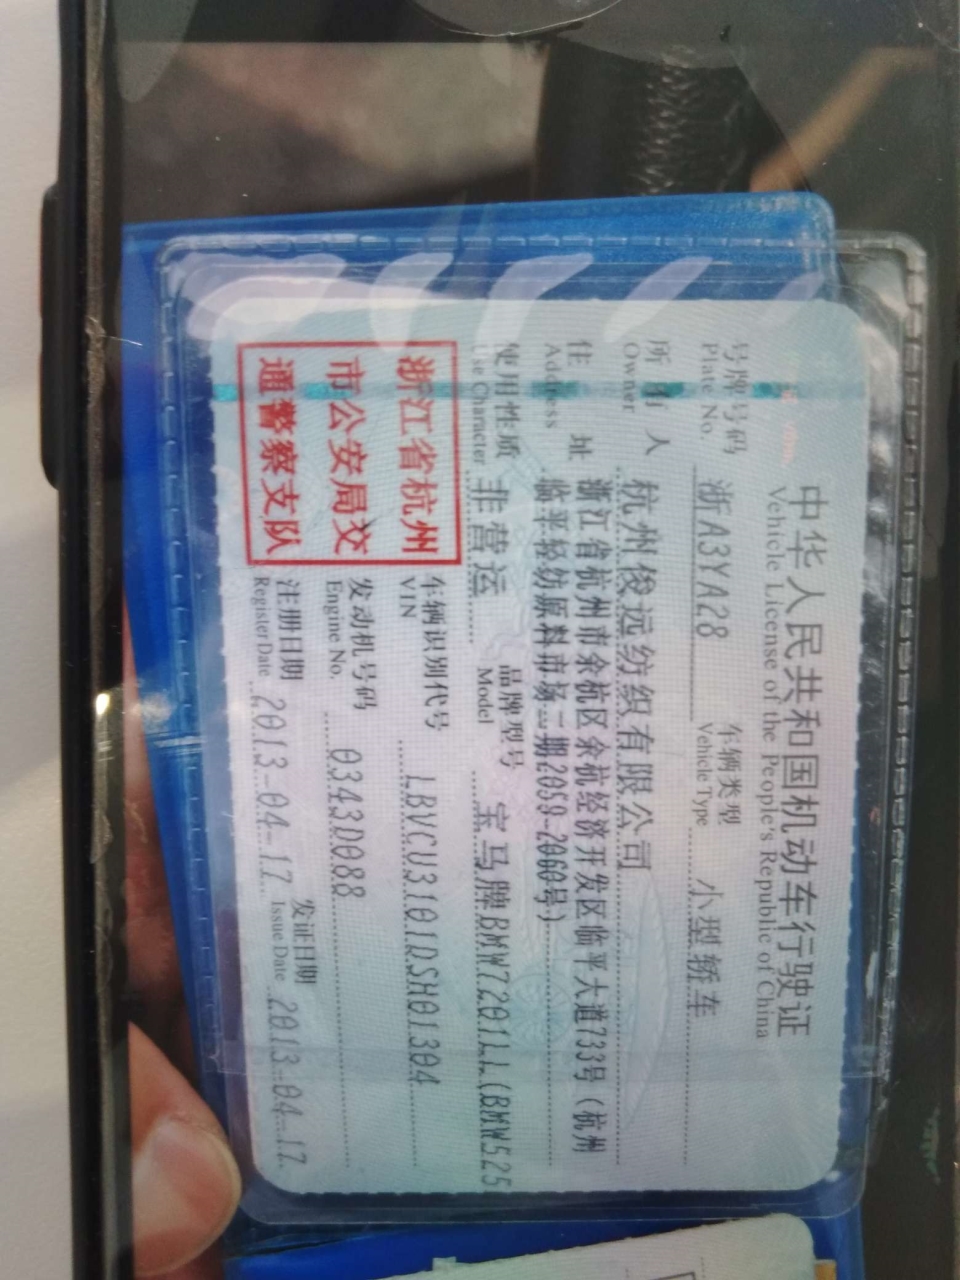 中华人民共和国机动车行驶证
Vehicle License of the People's Republic of China
号牌号码 浙A3YA28 车辆类型 小型轿车
Plate No. Vehicle Type
所有人 杭州俊远纺织有限公司
Owner
住址 浙江省杭州市余杭区余杭经济开发区临平大道733号(杭州
Address 临平轻纺原料市场二期2059-2060号)
使用性质 非营运 品牌型号 宝马牌BMW7201LL(BMW525
Character Model
浙江省杭州
市公安局交
通警察支队
车辆识别代号 LBVCU3101DSH01304
VIN
发动机号码 0343D088
Engine No.
注册日期 2013-04-17 发证日期 2013-04-17
Register Date Issue Date